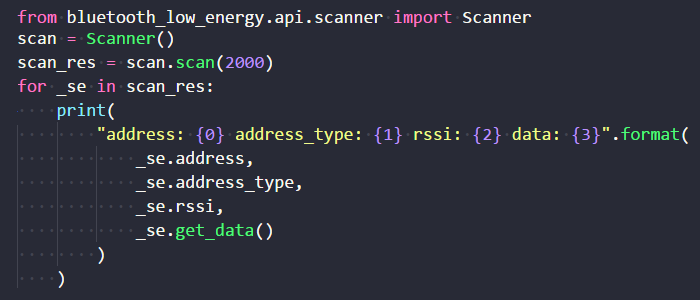 from bluetooth_low_energy.api.scanner import Scanner
scan = Scanner()
scan_res = scan.scan(2000)
for _se in scan_res:
    print(
        "address: {0} address_type: {1} rssi: {2} data: {3}".format(
            _se.address,
            _se.address_type,
            _se.rssi,
            _se.get_data()
        )
    )